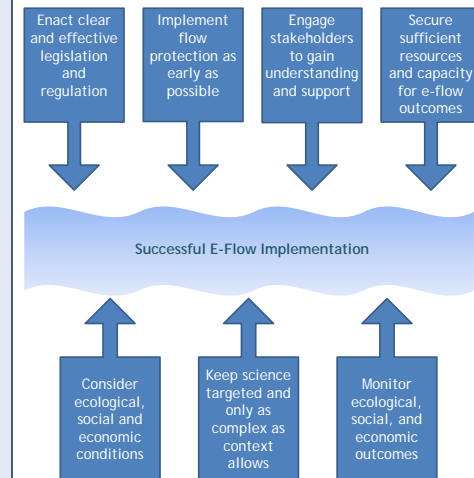 Enact clear
and effective
legislation
and
regulation
Implement
flow
protection as
early as
possible
Engage
stakeholders
to gain
understanding
and support
Secure
sufficient
resources
and capacity
for e-flow
outcomes
Successful E-Flow Implementation
Consider
ecological,
social and
economic
conditions
Keep science
targeted and
only as
complex as
context
allows
Monitor
ecological,
social, and
economic
outcomes